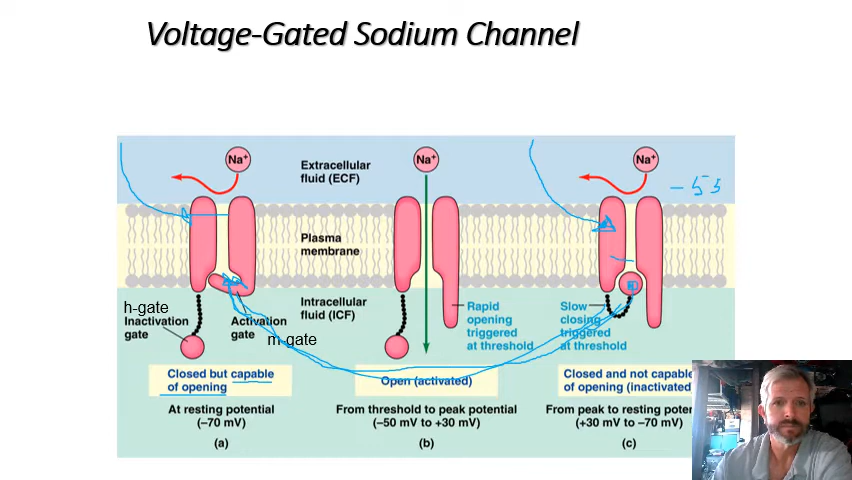 Voltage-Gated Sodium Channel
Na+
Extracellular
fluid (ECF)
Na+
Na+
-55
Plasma
membrane
h-gate
Inactivation
gate
Activation
gate
m-gate
Intracellular
fluid (ICF)
Rapid
opening
triggered
at threshold
Slow
closing
triggered
at threshold
Closed but capable
of opening
At resting potential
(–70 mV)
(a)
Open (activated)
From threshold to peak potential
(–50 mV to +30 mV)
(b)
Closed and not capable
of opening (inactivated)
From peak to resting
(+30 mV to –70 mV)
(c)